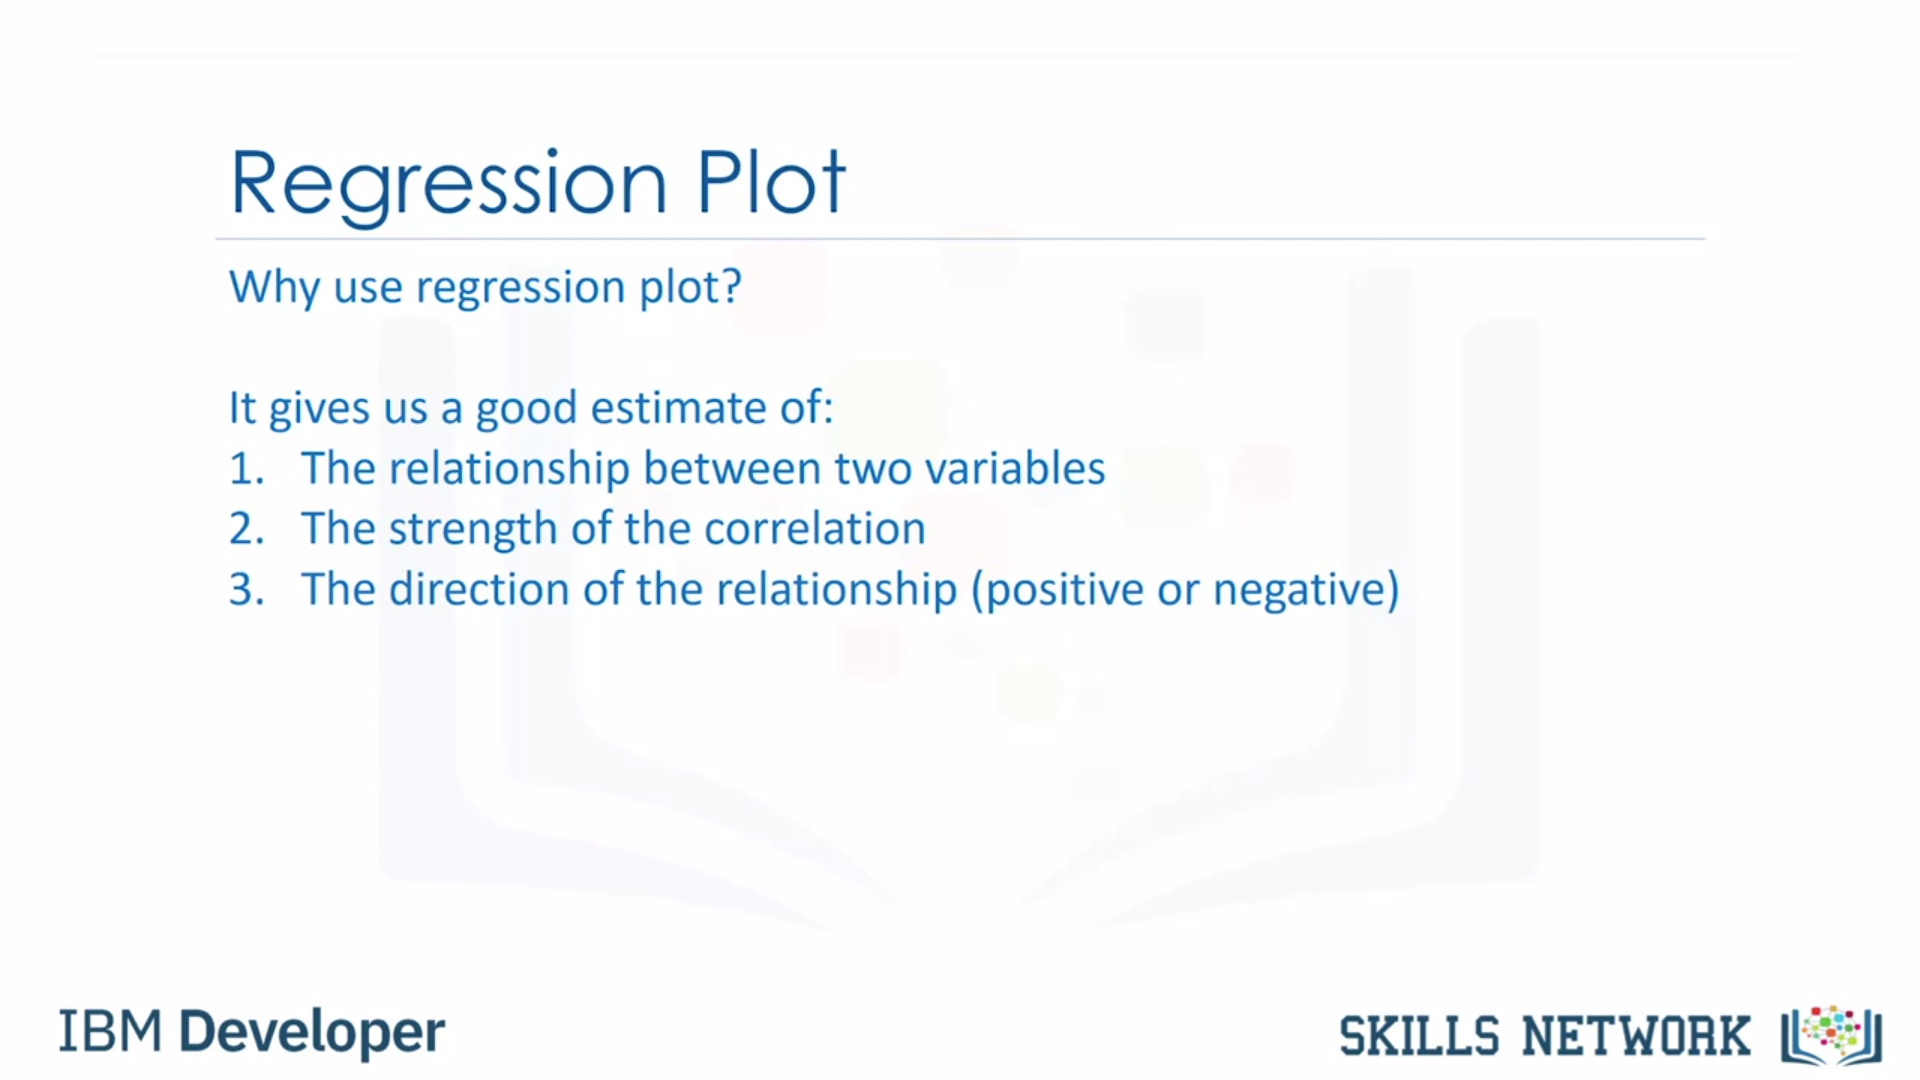 Regression Plot
Why use regression plot?
It gives us a good estimate of:
1. The relationship between two variables
2. The strength of the correlation
3. The direction of the relationship (positive or negative)
IBM Developer
SKILLS NETWORK